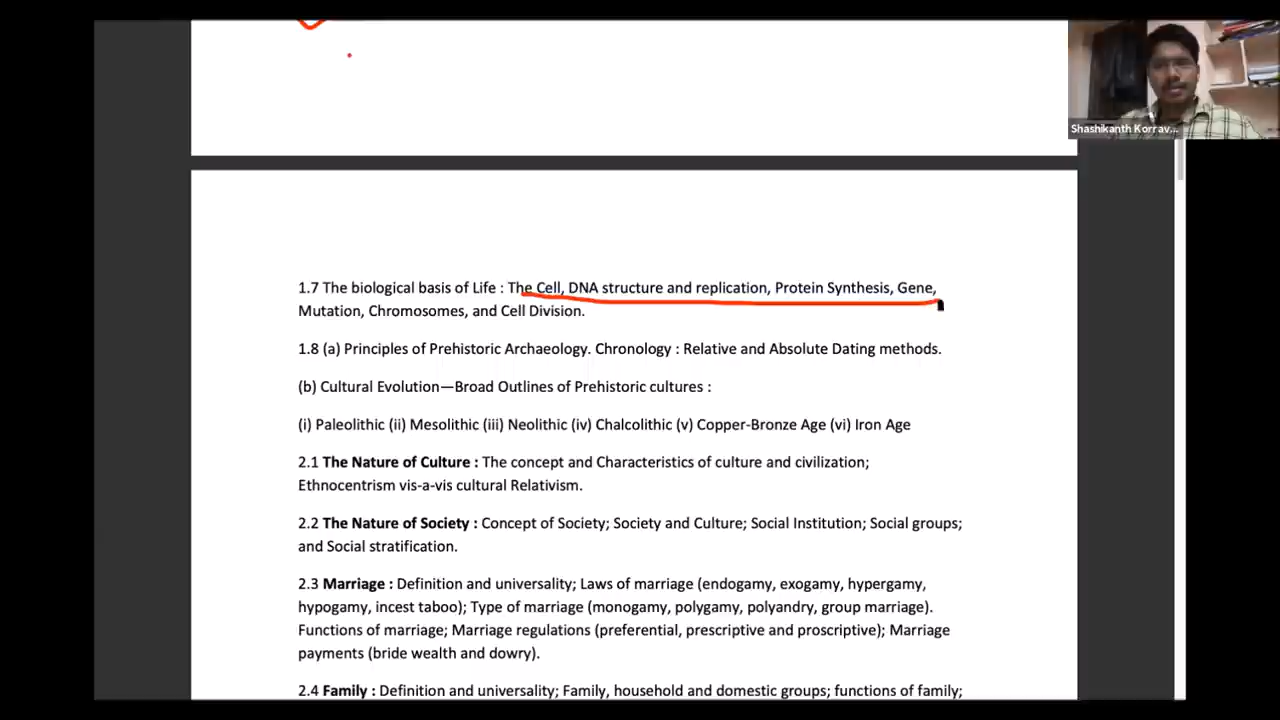 Shashikanth Korrav...
1.7 The biological basis of Life : The Cell, DNA structure and replication, Protein Synthesis, Gene,
Mutation, Chromosomes, and Cell Division.
1.8 (a) Principles of Prehistoric Archaeology. Chronology : Relative and Absolute Dating methods.
(b) Cultural Evolution—Broad Outlines of Prehistoric cultures :
(i) Paleolithic (ii) Mesolithic (iii) Neolithic (iv) Chalcolithic (v) Copper-Bronze Age (vi) Iron Age
2.1 The Nature of Culture : The concept and Characteristics of culture and civilization;
Ethnocentrism vis-a-vis cultural Relativism.
2.2 The Nature of Society : Concept of Society; Society and Culture; Social Institution; Social groups;
and Social stratification.
2.3 Marriage : Definition and universality; Laws of marriage (endogamy, exogamy, hypergamy,
hypogamy, incest taboo); Type of marriage (monogamy, polygamy, polyandry, group marriage).
Functions of marriage; Marriage regulations (preferential, prescriptive and proscriptive); Marriage
payments (bride wealth and dowry).
2.4 Family : Definition and universality; Family, household and domestic groups; functions of family;